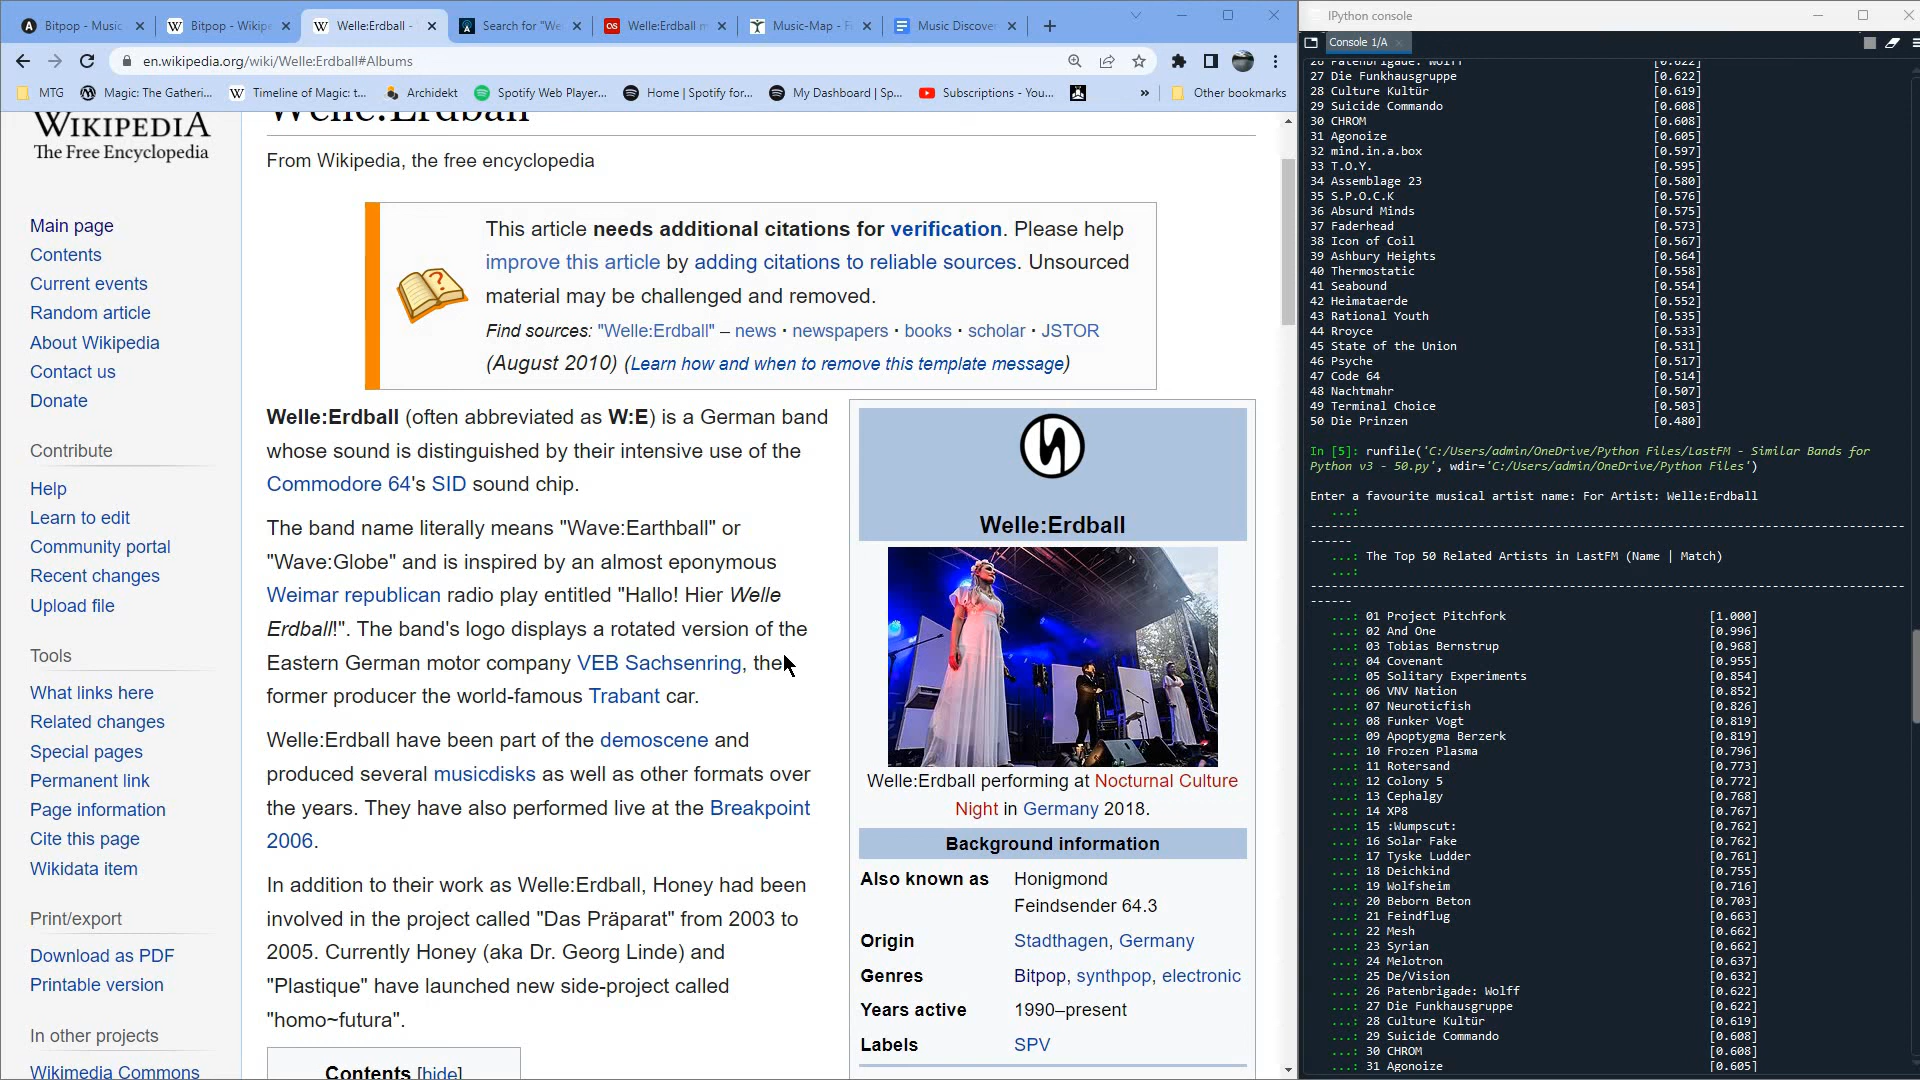 Bitpop - Music
Bitpop - Wikipe
Welle:Erdball -
Search for "We
Welle:Erdball m
Music-Map - Fi
Music Discover
en.wikipedia.org/wiki/Welle:Erdball#Albums
MTG
Magic: The Gatheri...
Timeline of Magic: t...
Archidekt
Spotify Web Player...
Home | Spotify for...
My Dashboard | Sp...
Subscriptions - You...
»
Other bookmarks
WIKIPEDIA
The Free Encyclopedia
Main page
Contents
Current events
Random article
About Wikipedia
Contact us
Donate
Contribute
Help
Learn to edit
Community portal
Recent changes
Upload file
Tools
What links here
Related changes
Special pages
Permanent link
Page information
Cite this page
Wikidata item
Print/export
Download as PDF
Printable version
In other projects
Wikimedia Commons
Welle:Erdball
From Wikipedia, the free encyclopedia
This article needs additional citations for verification. Please help
improve this article by adding citations to reliable sources. Unsourced
material may be challenged and removed.
Find sources: "Welle:Erdball" – news · newspapers · books · scholar · JSTOR
(August 2010) (Learn how and when to remove this template message)
Welle:Erdball (often abbreviated as W:E) is a German band
whose sound is distinguished by their intensive use of the
Commodore 64's SID sound chip.
The band name literally means "Wave:Earthball" or
"Wave:Globe" and is inspired by an almost eponymous
Weimar republican radio play entitled "Hallo! Hier Welle
Erdball!". The band's logo displays a rotated version of the
Eastern German motor company VEB Sachsenring, the
former producer the world-famous Trabant car.
Welle:Erdball have been part of the demoscene and
produced several musicdisks as well as other formats over
the years. They have also performed live at the Breakpoint
2006.
In addition to their work as Welle:Erdball, Honey had been
involved in the project called "Das Präparat" from 2003 to
2005. Currently Honey (aka Dr. Georg Linde) and
"Plastique" have launched new side-project called
"homo~futura".
Contents [hide]
Welle:Erdball
Welle:Erdball performing at Nocturnal Culture
Night in Germany 2018.
Background information
Also known as Honigmond
Feindsender 64.3
Origin Stadthagen, Germany
Genres Bitpop, synthpop, electronic
Years active 1990–present
Labels SPV
IPython console
Console 1/A
26 Patenbrigade: Wolff [0.622]
27 Die Funkhausgruppe [0.622]
28 Culture Kultür [0.619]
29 Suicide Commando [0.608]
30 CHROM [0.608]
31 Agonoize [0.605]
32 mind.in.a.box [0.597]
33 T.O.Y. [0.595]
34 Assemblage 23 [0.580]
35 S.P.O.C.K [0.576]
36 Absurd Minds [0.575]
37 Faderhead [0.573]
38 Icon of Coil [0.567]
39 Ashbury Heights [0.564]
40 Thermostatic [0.558]
41 Seabound [0.554]
42 Heimataerde [0.552]
43 Rational Youth [0.535]
44 Rroyce [0.533]
45 State of the Union [0.531]
46 Psyche [0.517]
47 Code 64 [0.514]
48 Nachtmahr [0.507]
49 Terminal Choice [0.503]
50 Die Prinzen [0.480]
In [5]: runfile('C:/Users/admin/OneDrive/Python Files/LastFM - Similar Bands for
Python v3 - 50.py', wdir='C:/Users/admin/OneDrive/Python Files')
Enter a favourite musical artist name: For Artist: Welle:Erdball
...:
-------------------------------------------------------------------------------------
------
...: The Top 50 Related Artists in LastFM (Name | Match)
...:
-------------------------------------------------------------------------------------
------
...: 01 Project Pitchfork [1.000]
...: 02 And One [0.996]
...: 03 Tobias Bernstrup [0.968]
...: 04 Covenant [0.955]
...: 05 Solitary Experiments [0.854]
...: 06 VNV Nation [0.852]
...: 07 Neuroticfish [0.826]
...: 08 Funker Vogt [0.819]
...: 09 Apoptygma Berzerk [0.819]
...: 10 Frozen Plasma [0.796]
...: 11 Rotersand [0.773]
...: 12 Colony 5 [0.772]
...: 13 Cephalgy [0.768]
...: 14 XP8 [0.767]
...: 15 :Wumpscut: [0.762]
...: 16 Solar Fake [0.762]
...: 17 Tyske Ludder [0.761]
...: 18 Deichkind [0.755]
...: 19 Wolfsheim [0.716]
...: 20 Beborn Beton [0.703]
...: 21 Feindflug [0.663]
...: 22 Mesh [0.662]
...: 23 Syrian [0.662]
...: 24 Melotron [0.637]
...: 25 De/Vision [0.632]
...: 26 Patenbrigade: Wolff [0.622]
...: 27 Die Funkhausgruppe [0.622]
...: 28 Culture Kultür [0.619]
...: 29 Suicide Commando [0.608]
...: 30 CHROM [0.608]
...: 31 Agonoize [0.605]